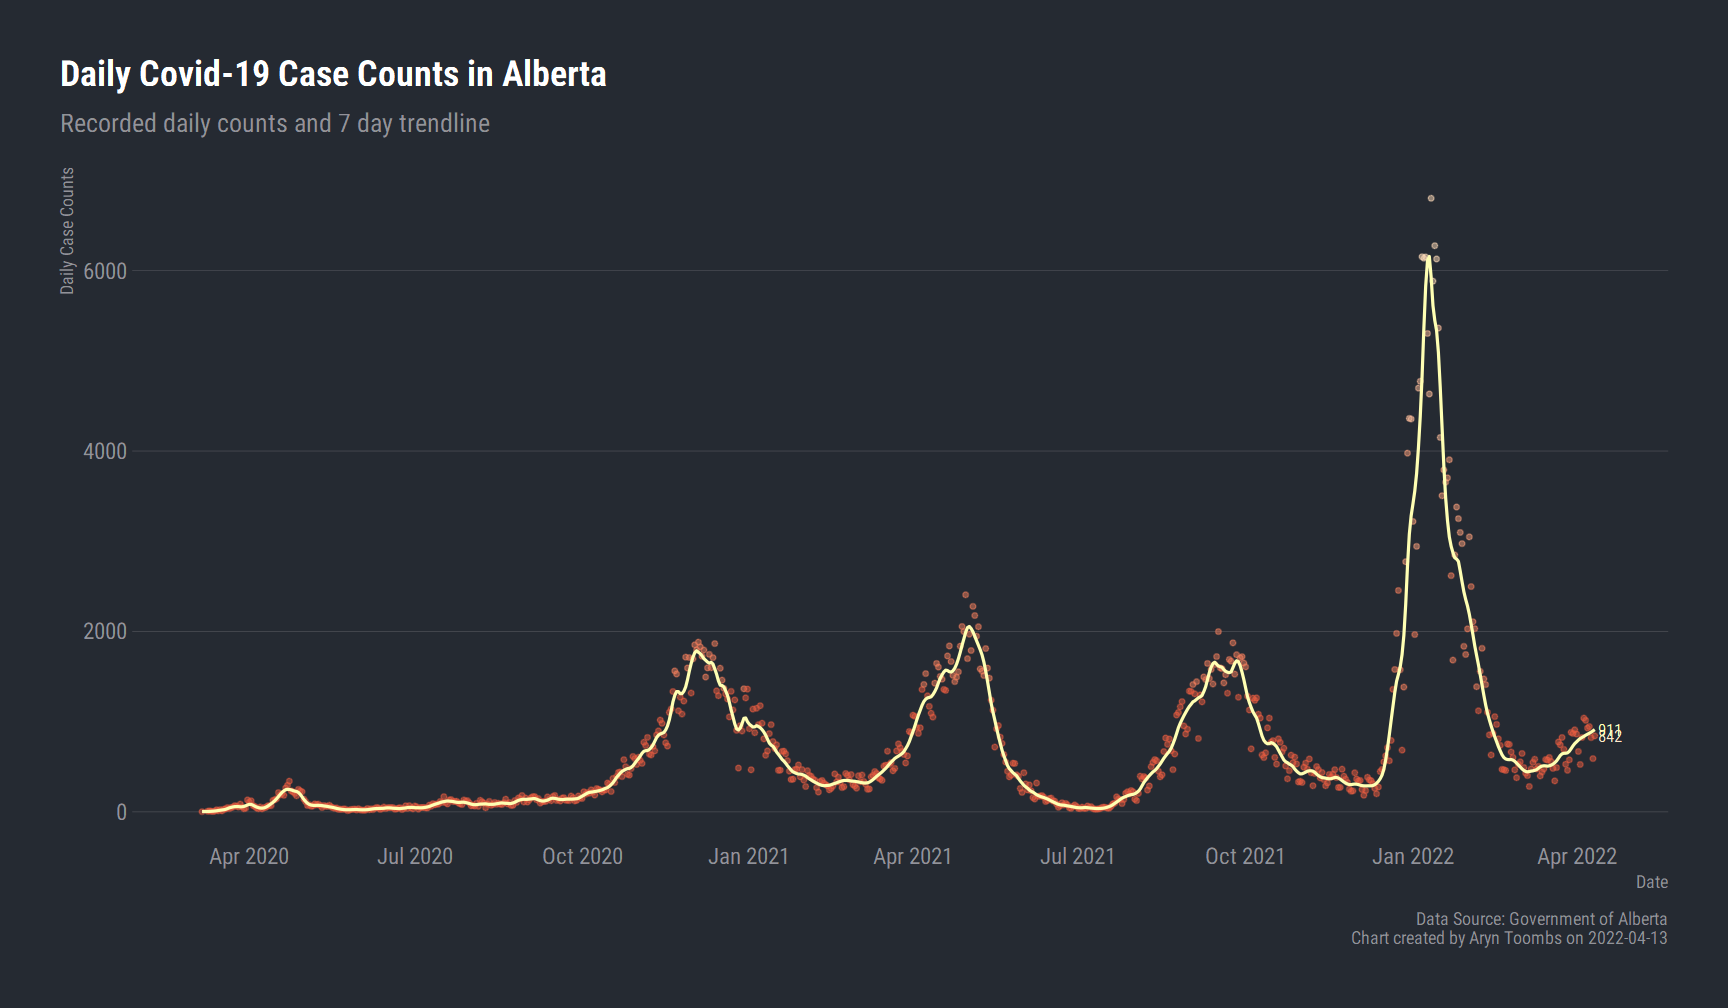 Daily Covid-19 Case Counts in Alberta
Recorded daily counts and 7 day trendline
Daily Case Counts
6000
4000
2000
0
911
842
Apr 2020
Jul 2020
Oct 2020
Jan 2021
Apr 2021
Jul 2021
Oct 2021
Jan 2022
Apr 2022
Date
Data Source: Government of Alberta
Chart created by Aryn Toombs on 2022-04-13